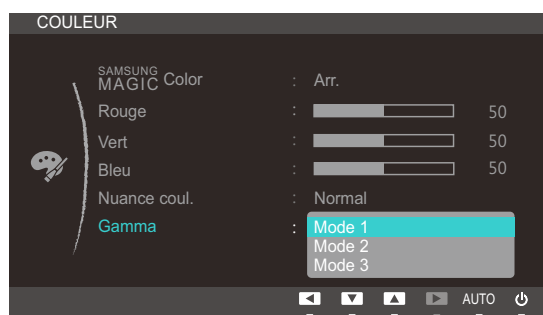 COULEUR
SAMSUNG MAGIC Color : Arr.
Rouge : 50
Vert : 50
Bleu : 50
Nuance coul. : Normal
Gamma : Mode 1
Mode 2
Mode 3
AUTO